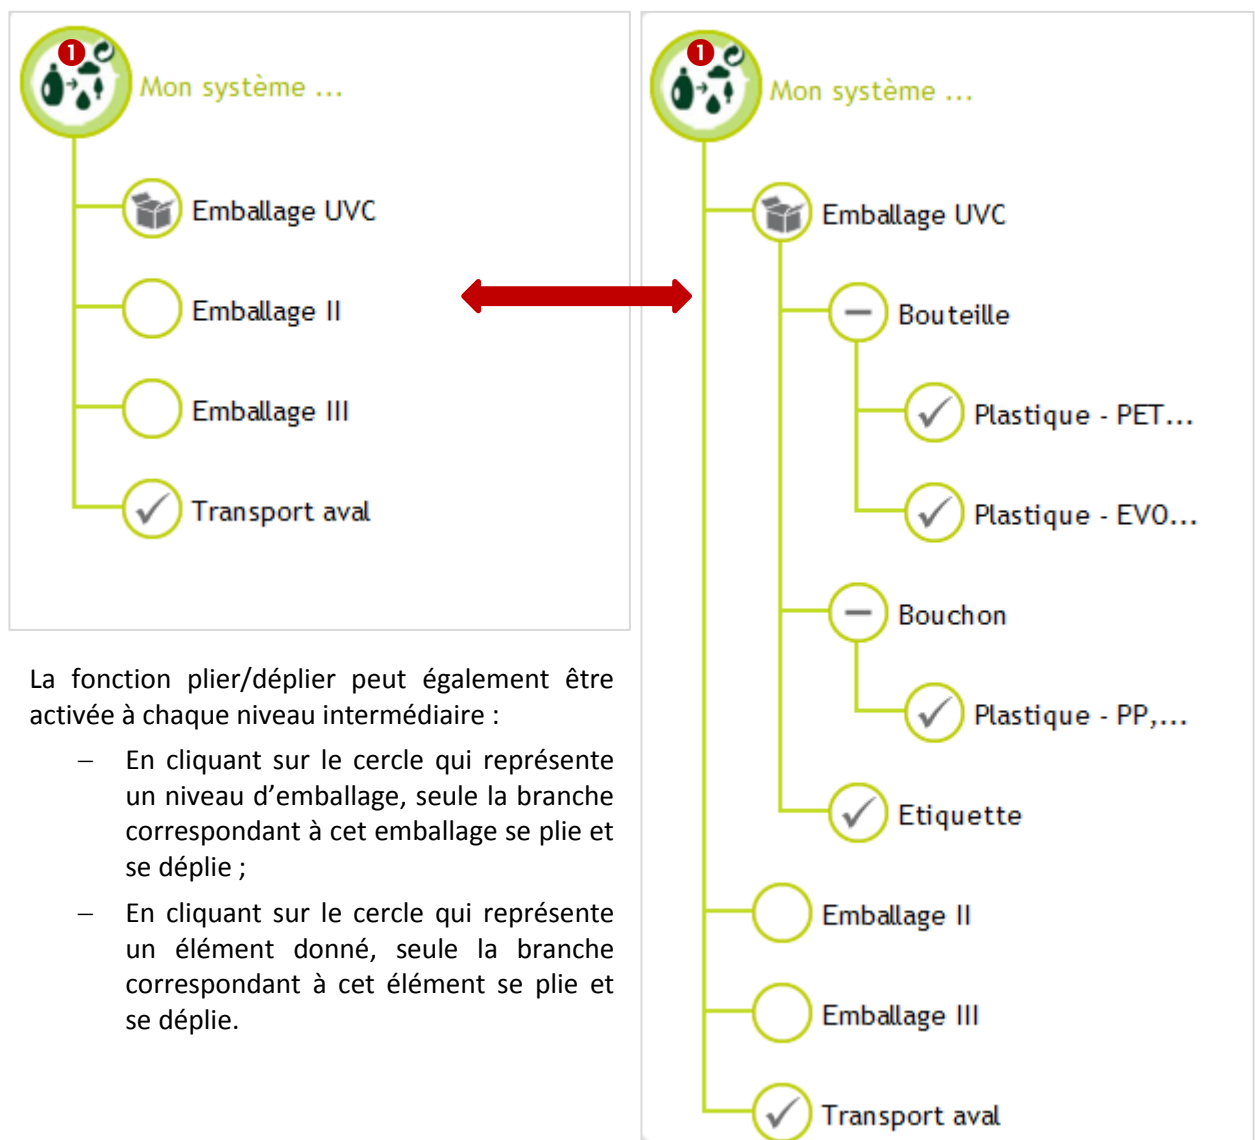 1
Mon système ...
Emballage UVC
Emballage II
Emballage III
Transport aval
La fonction plier/déplier peut également être
activée à chaque niveau intermédiaire :
– En cliquant sur le cercle qui représente
un niveau d’emballage, seule la branche
correspondant à cet emballage se plie et
se déplie ;
– En cliquant sur le cercle qui représente
un élément donné, seule la branche
correspondant à cet élément se plie et
se déplie.
1
Mon système ...
Emballage UVC
Bouteille
Plastique - PET...
Plastique - EVO...
Bouchon
Plastique - PP,...
Etiquette
Emballage II
Emballage III
Transport aval